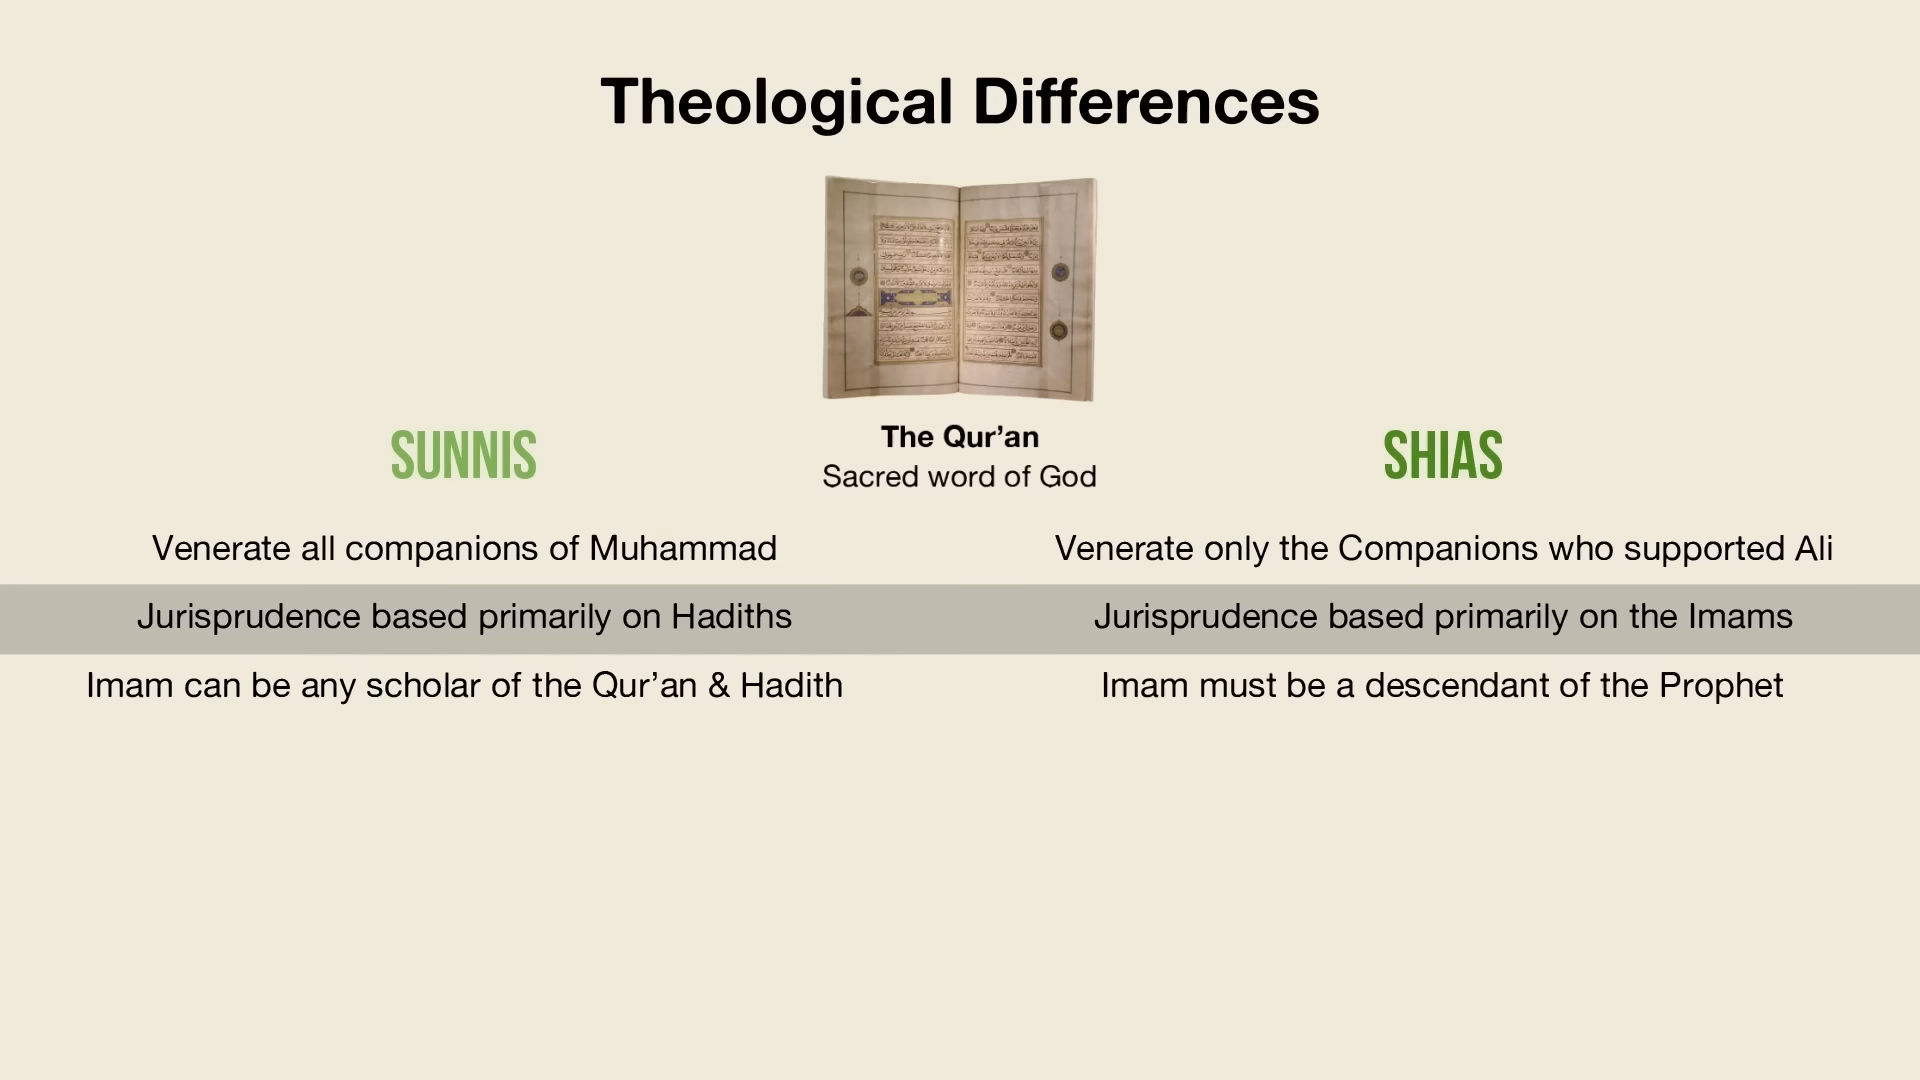 Theological Differences
The Qur’an
Sacred word of God
SUNNIS
SHIAS
Venerate all companions of Muhammad
Venerate only the Companions who supported Ali
Jurisprudence based primarily on Hadiths
Jurisprudence based primarily on the Imams
Imam can be any scholar of the Qur’an & Hadith
Imam must be a descendant of the Prophet